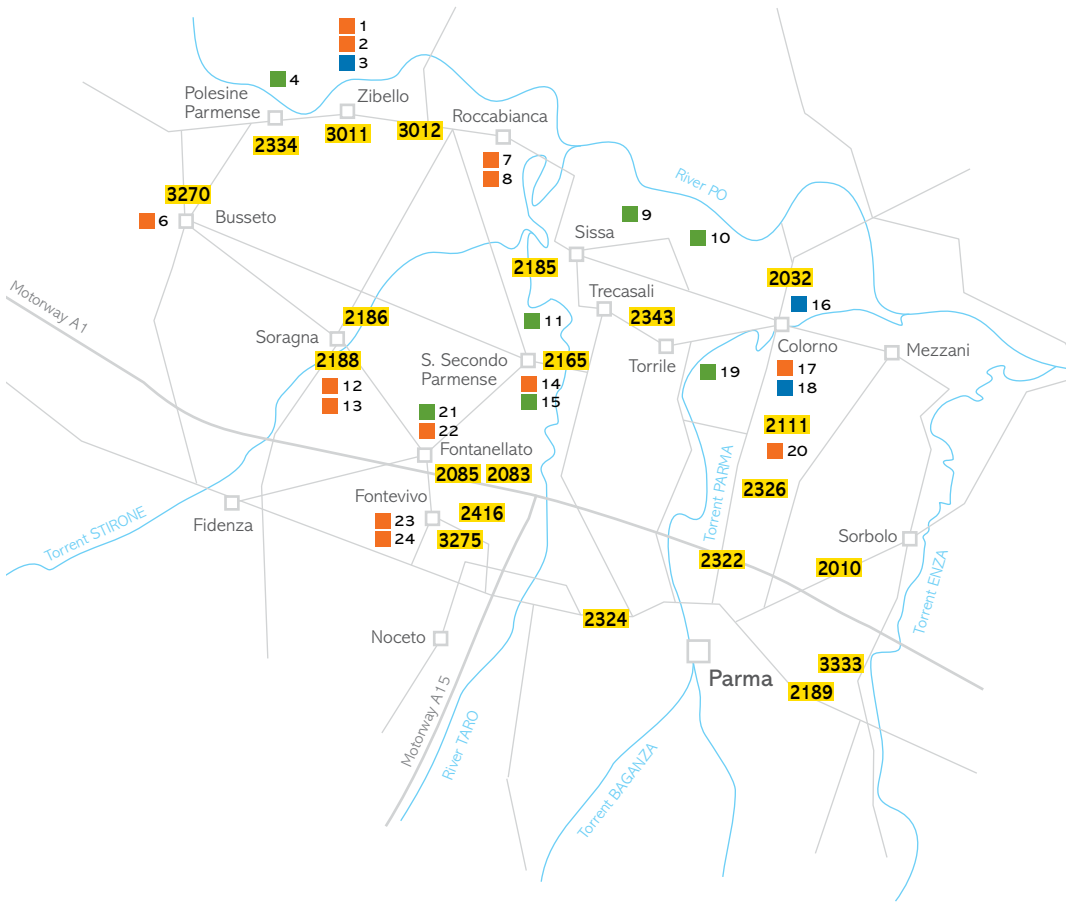 1
2
3
4
Polesine
Parmense
Zibello
Roccabianca
2334
3011
3012
7
8
River PO
3270
6
Busseto
9
10
Sissa
2185
2032
16
Motorway A1
Trecasali
2343
2186
11
Soragna
2188
S. Secondo
Parmense
2165
Torrile
Colorno
Mezzani
19
12
13
14
15
17
18
21
22
2111
20
Fontanellato
2085
2083
2326
Fontevivo
2416
23
24
3275
Fidenza
Torrent STIRONE
Torrent PARMA
Sorbolo
2322
2010
Torrent ENZA
2324
Noceto
Parma
3333
2189
Motorway A15
River TARO
Torrent BAGANZA